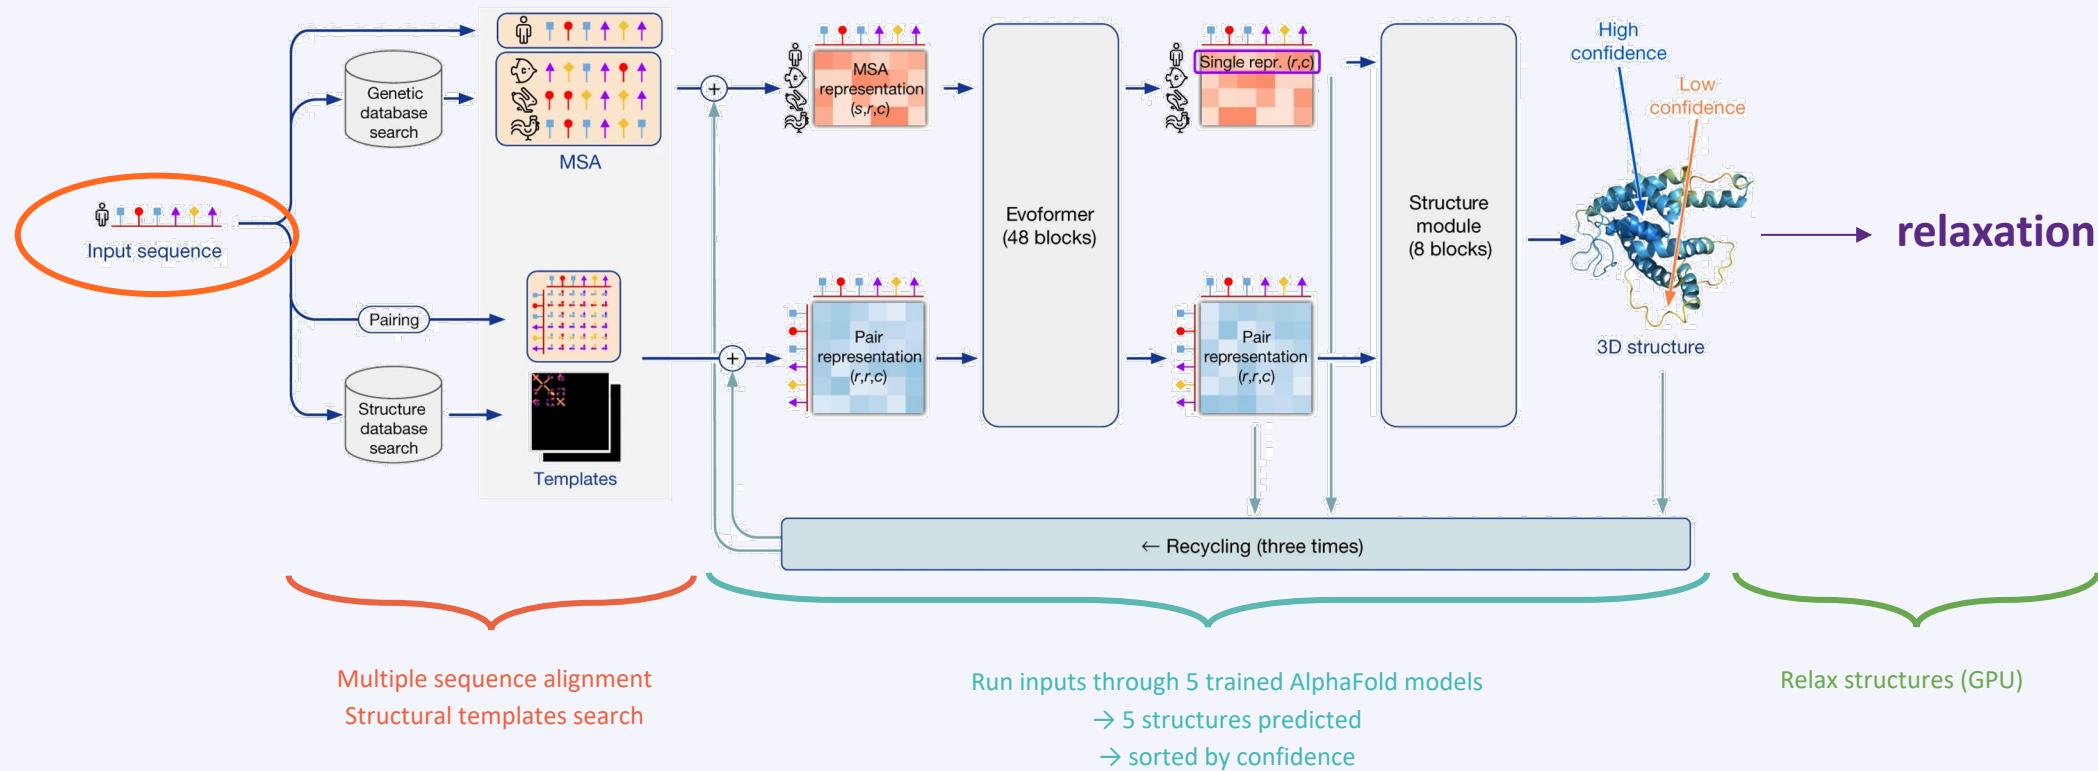 Input sequence
Genetic
database
search
MSA
Pairing
Structure
database
search
Templates
+
+
MSA
representation
(s,r,c)
Pair
representation
(r,r,c)
Evoformer
(48 blocks)
Single repr. (r,c)
Pair
representation
(r,r,c)
Structure
module
(8 blocks)
High
confidence
Low
confidence
3D structure
relaxation
← Recycling (three times)
Multiple sequence alignment
Structural templates search
Run inputs through 5 trained AlphaFold models
→ 5 structures predicted
→ sorted by confidence
Relax structures (GPU)